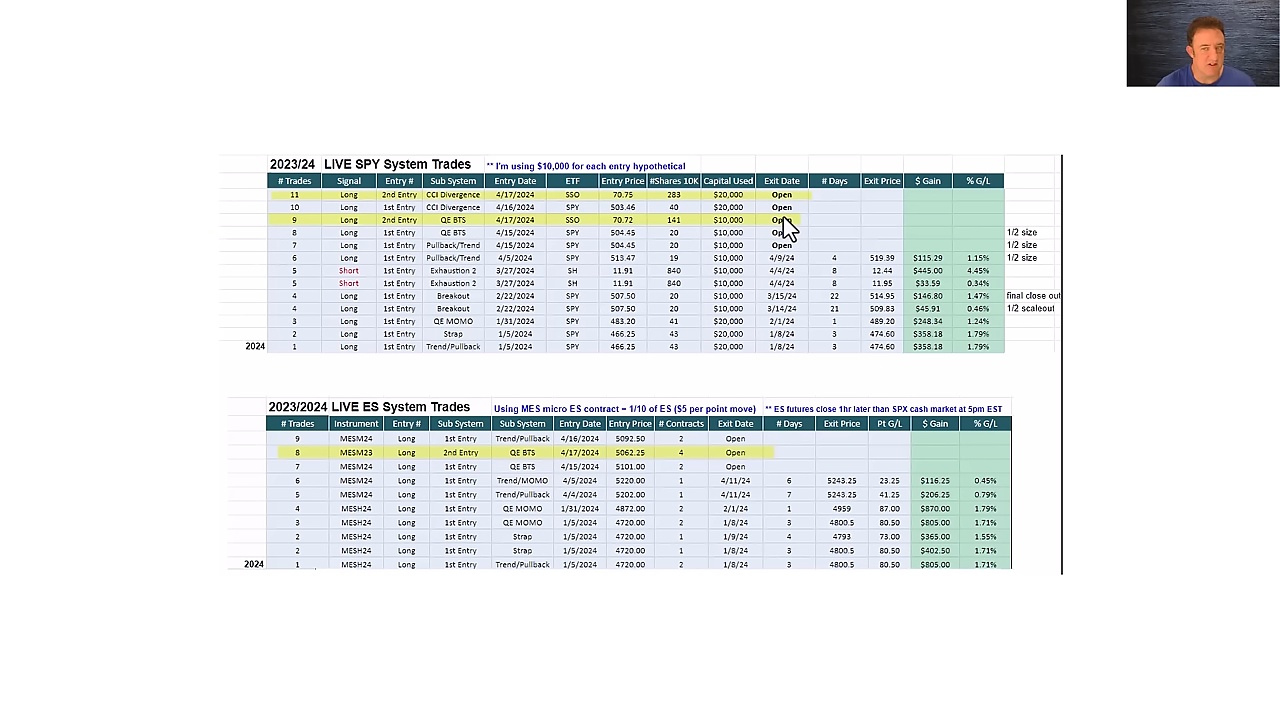 2023/24 LIVE SPY System Trades ** I'm using $10,000 for each entry hypothetical
# Trades Signal Entry # Sub System Entry Date ETF Entry Price #Shares 10K Capital Used Exit Date # Days Exit Price $ Gain % G/L
11 Long 2nd Entry CCI Divergence 4/17/2024 SSO 70.75 283 $20,000 Open
10 Long 1st Entry CCI Divergence 4/16/2024 SPY 503.46 40 $20,000 Open
9 Long 2nd Entry QE BTS 4/17/2024 SSO 70.72 141 $10,000 Open
8 Long 1st Entry QE BTS 4/15/2024 SPY 504.45 20 $10,000 1/2 size
7 Long 1st Entry Pullback/Trend 4/15/2024 SPY 504.45 20 $10,000 Open 1/2 size
6 Long 1st Entry Pullback/Trend 4/5/2024 SPY 513.47 19 $10,000 4/9/24 4 519.39 $115.29 1.15% 1/2 size
5 Short 1st Entry Exhaustion 2 3/27/2024 SH 11.91 840 $10,000 4/4/24 8 12.44 $445.00 4.45%
5 Short 1st Entry Exhaustion 2 3/27/2024 SH 11.91 840 $10,000 4/4/24 8 11.95 $33.59 0.34%
4 Long 1st Entry Breakout 2/22/2024 SPY 507.50 20 $10,000 3/15/24 22 514.95 $146.80 1.47% final close out
4 Long 1st Entry Breakout 2/22/2024 SPY 507.50 20 $10,000 3/14/24 21 509.83 $45.91 0.46% 1/2 scaleout
3 Long 1st Entry QE MOMO 1/31/2024 SPY 483.20 41 $20,000 2/1/24 1 489.20 $248.34 1.24%
2 Long 1st Entry Strap 1/5/2024 SPY 466.25 43 $20,000 1/8/24 3 474.60 $358.18 1.79%
2024 1 Long 1st Entry Trend/Pullback 1/5/2024 SPY 466.25 43 $20,000 1/8/24 3 474.60 $358.18 1.79%
2023/2024 LIVE ES System Trades Using MES micro ES contract = 1/10 of ES ($5 per point move) ** ES futures close 1hr later than SPX cash market at 5pm EST
# Trades Instrument Entry # Sub System Sub System Entry Date Entry Price # Contracts Exit Date # Days Exit Price Pt G/L $ Gain % G/L
9 MESM24 Long 1st Entry Trend/Pullback 4/16/2024 5092.50 2 Open
8 MESM23 Long 2nd Entry QE BTS 4/17/2024 5062.25 4 Open
7 MESM24 Long 1st Entry QE BTS 4/15/2024 5101.00 2 Open
6 MESM24 Long 1st Entry Trend/MOMO 4/5/2024 5220.00 1 4/11/24 6 5243.25 23.25 $116.25 0.45%
5 MESM24 Long 1st Entry Trend/Pullback 4/4/2024 5202.00 1 4/11/24 7 5243.25 41.25 $206.25 0.79%
4 MESH24 Long 1st Entry QE MOMO 1/31/2024 4872.00 2 2/1/24 1 4959 87.00 $870.00 1.79%
3 MESH24 Long 1st Entry QE MOMO 1/5/2024 4720.00 2 1/8/24 3 4800.5 80.50 $805.00 1.71%
2 MESH24 Long 1st Entry Strap 1/5/2024 4720.00 1 1/9/24 4 4793 73.00 $365.00 1.55%
2 MESH24 Long 1st Entry Strap 1/5/2024 4720.00 1 1/8/24 3 4800.5 80.50 $402.50 1.71%
2024 1 MESH24 Long 1st Entry Trend/Pullback 1/5/2024 4720.00 2 1/8/24 3 4800.5 80.50 $805.00 1.71%